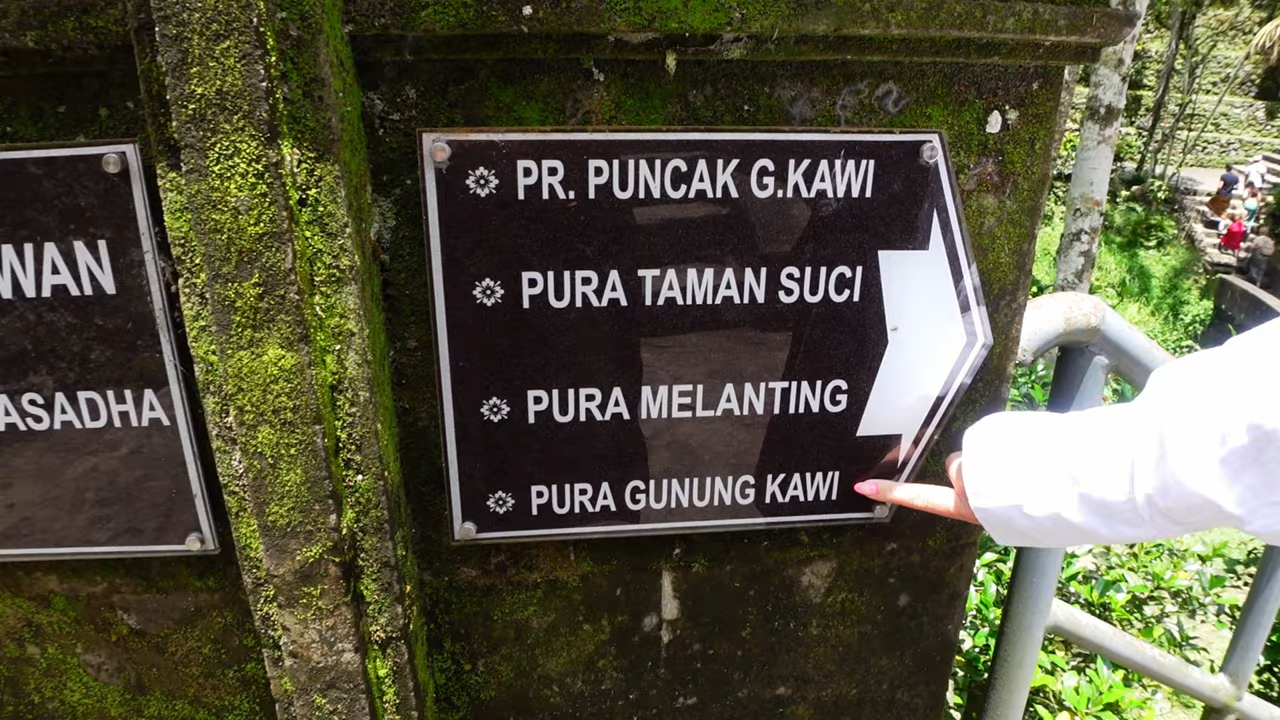 WAN
ASADHA
PR. PUNCAK G.KAWI
PURA TAMAN SUCI
PURA MELANTING
PURA GUNUNG KAWI